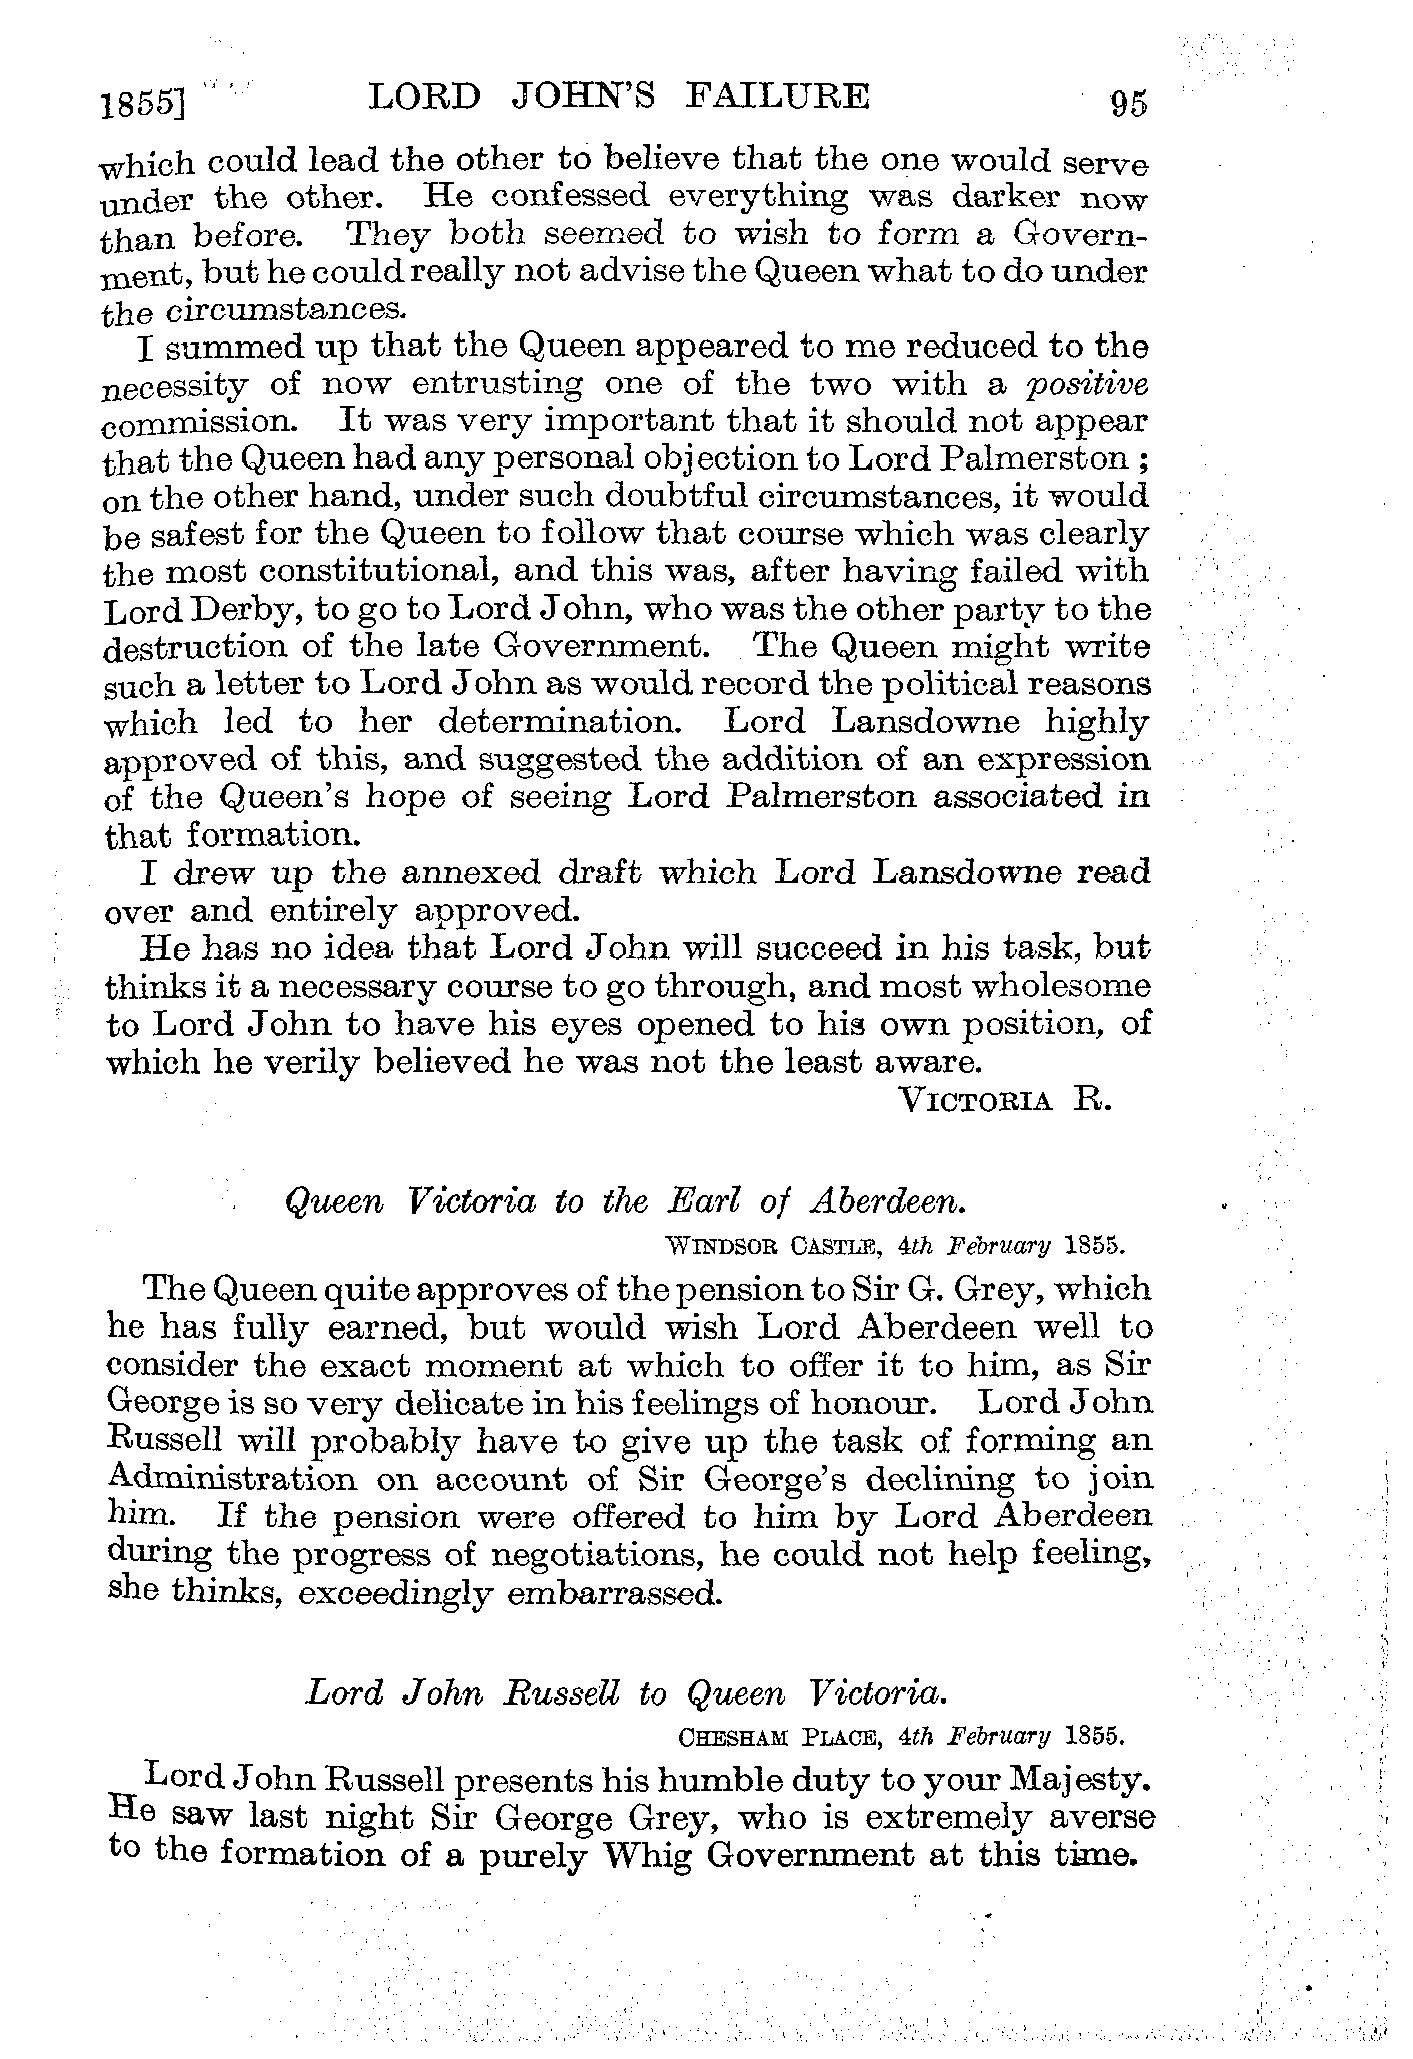 1855] LORD JOHN'S FAILURE 95
which could lead the other to believe that the one would serve
under the other. He confessed everything was darker now
than before. They both seemed to wish to form a Govern-
ment, but he could really not advise the Queen what to do under
the circumstances.
I summed up that the Queen appeared to me reduced to the
necessity of now entrusting one of the two with a positive
commission. It was very important that it should not appear
that the Queen had any personal objection to Lord Palmerston ;
on the other hand, under such doubtful circumstances, it would
be safest for the Queen to follow that course which was clearly
the most constitutional, and this was, after having failed with
Lord Derby, to go to Lord John, who was the other party to the
destruction of the late Government. The Queen might write
such a letter to Lord John as would record the political reasons
which led to her determination. Lord Lansdowne highly
approved of this, and suggested the addition of an expression
of the Queen's hope of seeing Lord Palmerston associated in
that formation.
I drew up the annexed draft which Lord Lansdowne read
over and entirely approved.
He has no idea that Lord John will succeed in his task, but
thinks it a necessary course to go through, and most wholesome
to Lord John to have his eyes opened to his own position, of
which he verily believed he was not the least aware.
VICTORIA R.
Queen Victoria to the Earl of Aberdeen.
WINDSOR CASTLE, 4th February 1855.
The Queen quite approves of the pension to Sir G. Grey, which
he has fully earned, but would wish Lord Aberdeen well to
consider the exact moment at which to offer it to him, as Sir
George is so very delicate in his feelings of honour. Lord John
Russell will probably have to give up the task of forming an
Administration on account of Sir George's declining to join
him. If the pension were offered to him by Lord Aberdeen
during the progress of negotiations, he could not help feeling,
she thinks, exceedingly embarrassed.
Lord John Russell to Queen Victoria.
CHESHAM PLACE, 4th February 1855.
Lord John Russell presents his humble duty to your Majesty.
He saw last night Sir George Grey, who is extremely averse
to the formation of a purely Whig Government at this time.